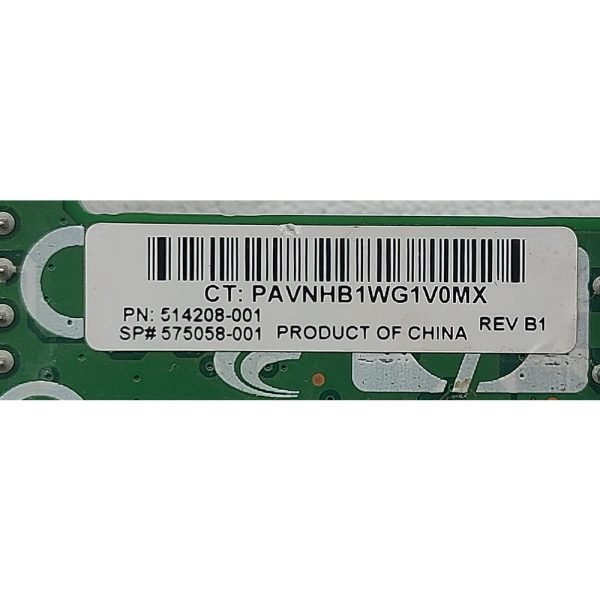 CT: PAVNHB1WG1V0MX
PN: 514208-001
SP# 575058-001 PRODUCT OF CHINA REV B1